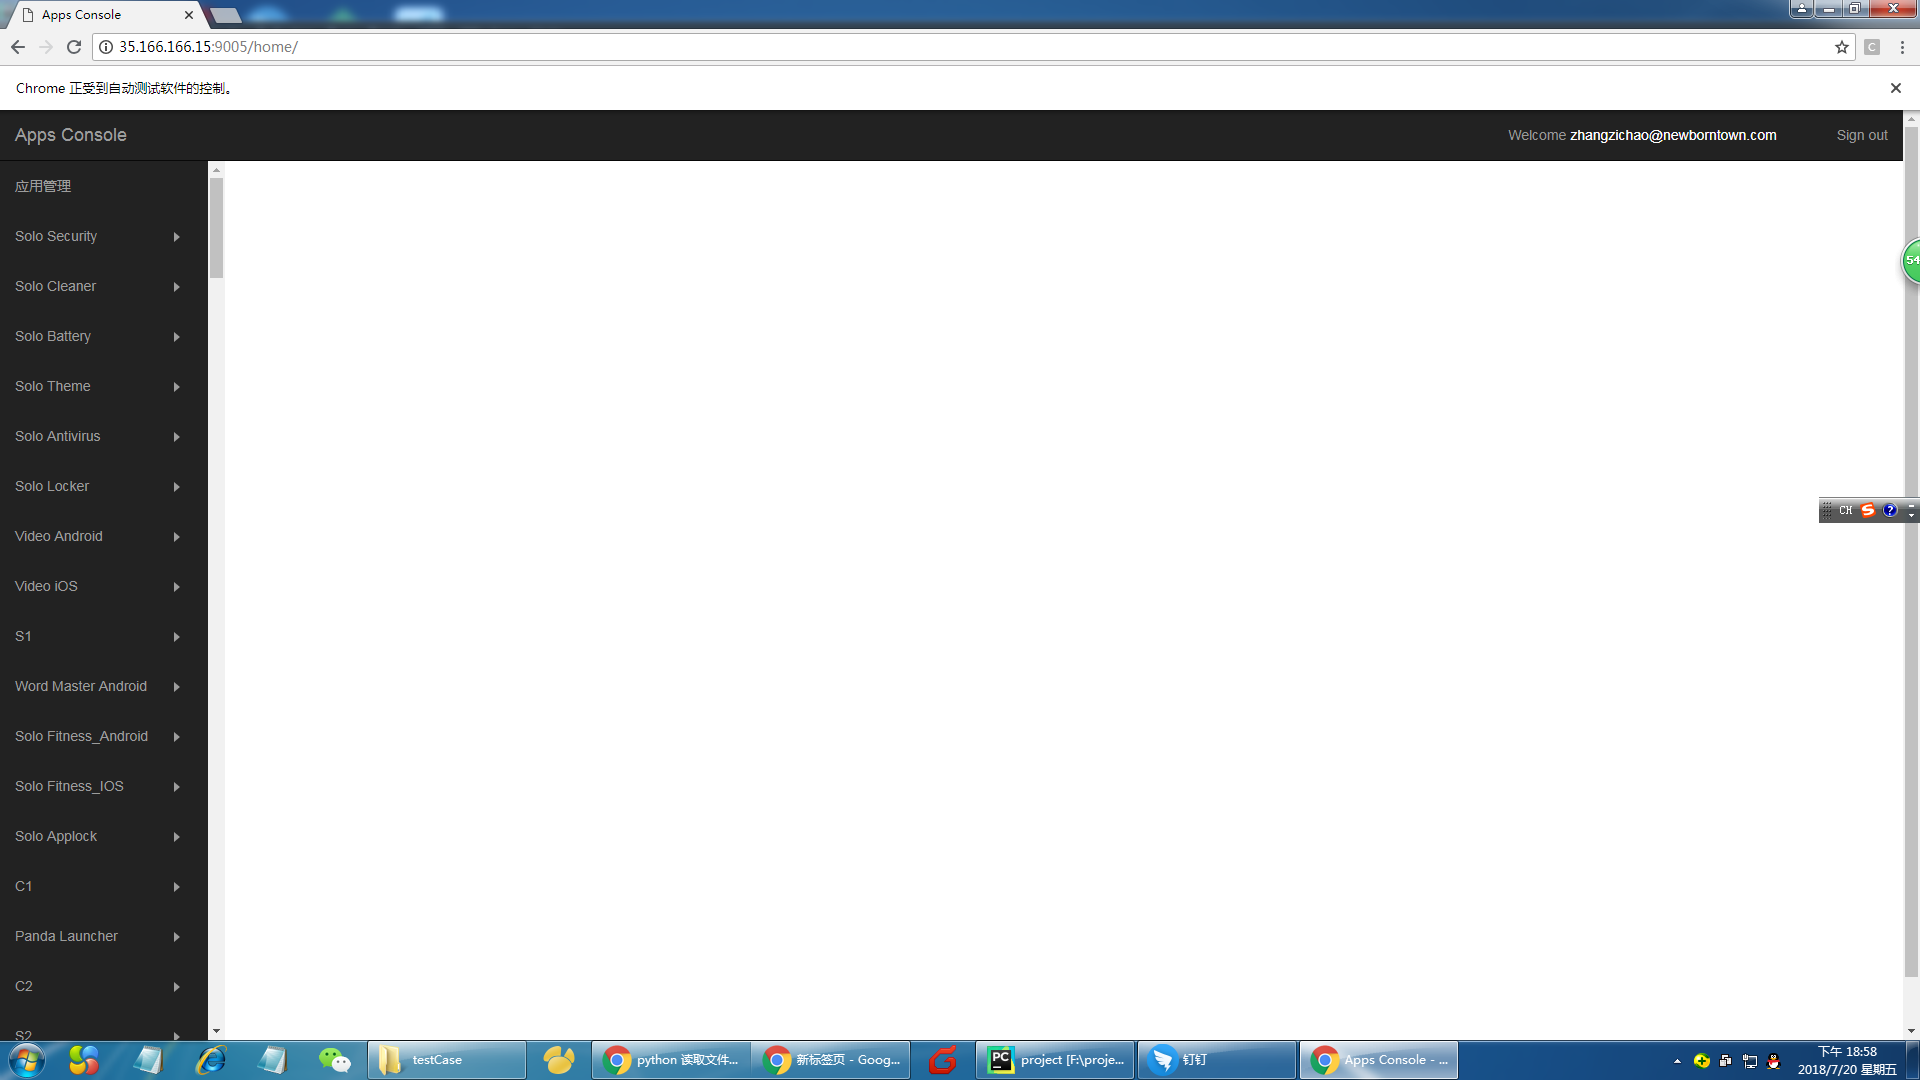 Apps Console
35.166.166.15:9005/home/
C
Chrome 正受到自动测试软件的控制。
Apps Console
Welcome zhangzichao@newborntown.com
Sign out
应用管理
Solo Security
Solo Cleaner
54
Solo Battery
Solo Theme
Solo Antivirus
Solo Locker
CH
Video Android
Video iOS
S1
Word Master Android
Solo Fitness_Android
Solo Fitness_IOS
Solo Applock
C1
Panda Launcher
C2
S2
testCase
python 读取文件...
新标签页 - Goog...
PC
project [F:\proje...
钉钉
Apps Console - ...
下午 18:58
2018/7/20 星期五